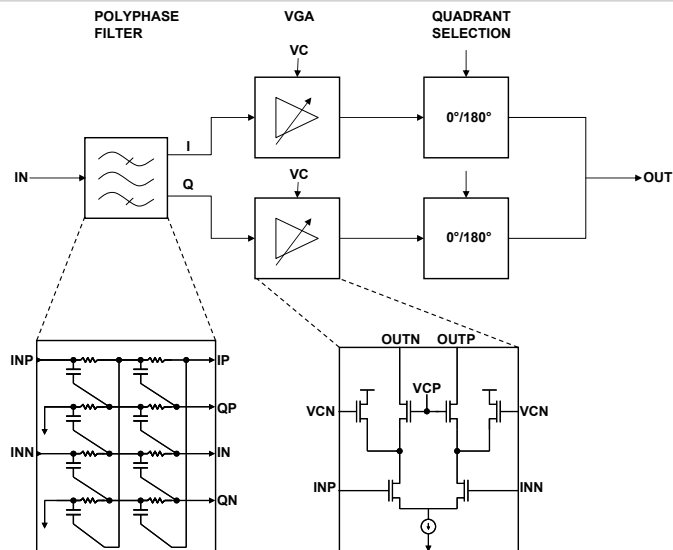 POLYPHASE
FILTER
VGA
QUADRANT
SELECTION
VC
I
0°/180°
IN
OUT
Q
VC
0°/180°
INP
IP
QP
INN
IN
QN
OUTN
OUTP
VCP
VCN
VCN
INP
INN